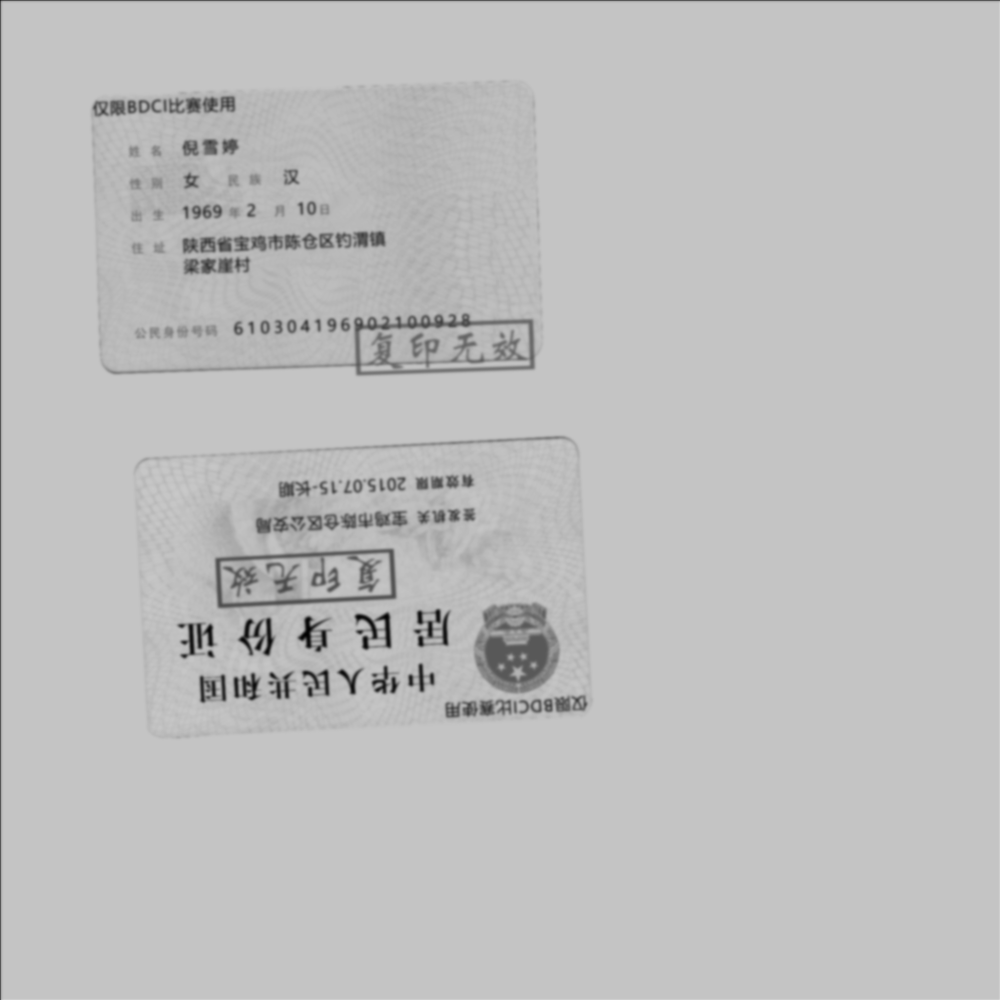 仅限BDCI比赛使用
姓名 倪雪婷
性别 女 民族 汉
出生 1969 年 2 月 10 日
住址 陕西省宝鸡市陈仓区钓渭镇
梁家崖村
公民身份号码 610304196902100928
复印无效
仅限BDCI比赛使用
中华人民共和国
居民身份证
复印无效
签发机关 宝鸡市陈仓区公安局
有效期限 2015.07.15-长期